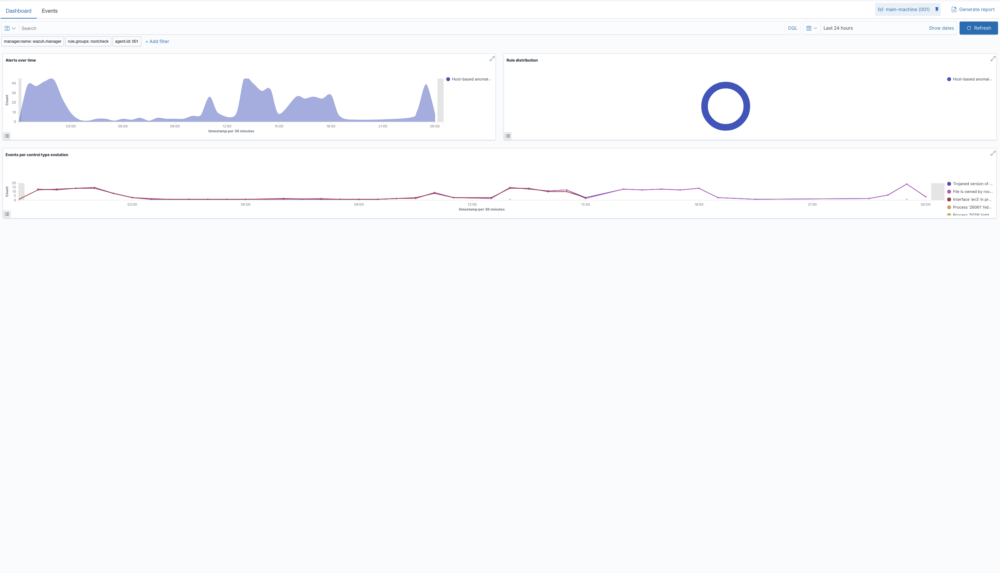 Dashboard Events main-machine (001) Generate report
Search DQL Last 24 hours Show dates Refresh
manager.name: wazuh.manager rule.groups: rootcheck agent.id: 001 + Add filter
Alerts over time
Count
40
30
20
10
0
03:00 06:00 09:00 12:00 15:00 18:00 21:00 00:00
timestamp per 30 minutes
Host-based anomal...
Rule distribution
Host-based anomal...
Events per control type evolution
Count
20
15
10
5
0
03:00 06:00 09:00 12:00 15:00 18:00 21:00 00:00
timestamp per 30 minutes
Trojaned version of ...
File is owned by roo...
Interface 'en3' in pr...
Process '26061' hid...
Process '5079' hidd...